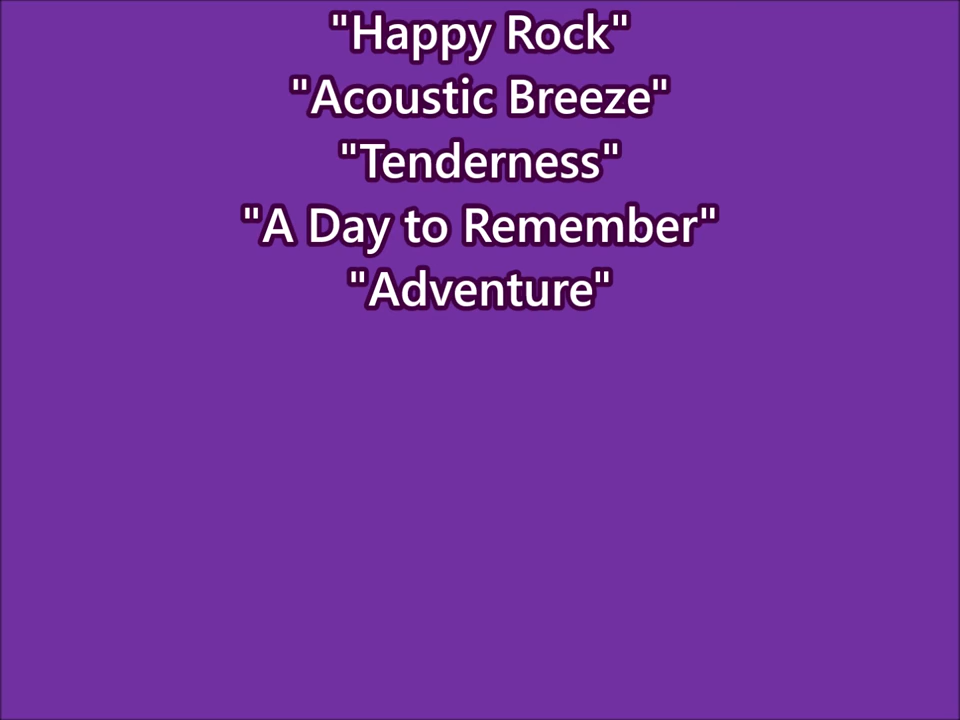 "Happy Rock"
"Acoustic Breeze"
"Tenderness"
"A Day to Remember"
"Adventure"